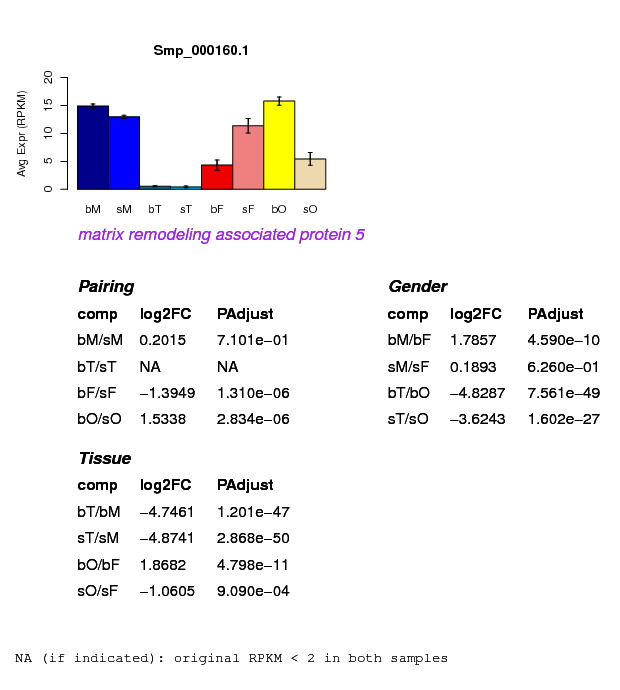 Smp_000160.1
Avg Expr (RPKM)
20
15
10
5
0
bM sM bT sT bF sF bO sO
matrix remodeling associated protein 5
Pairing
comp log2FC PAdjust
bM/sM 0.2015 7.101e−01
bT/sT NA NA
bF/sF −1.3949 1.310e−06
bO/sO 1.5338 2.834e−06
Gender
comp log2FC PAdjust
bM/bF 1.7857 4.590e−10
sM/sF 0.1893 6.260e−01
bT/bO −4.8287 7.561e−49
sT/sO −3.6243 1.602e−27
Tissue
comp log2FC PAdjust
bT/bM −4.7461 1.201e−47
sT/sM −4.8741 2.868e−50
bO/bF 1.8682 4.798e−11
sO/sF −1.0605 9.090e−04
NA (if indicated): original RPKM < 2 in both samples